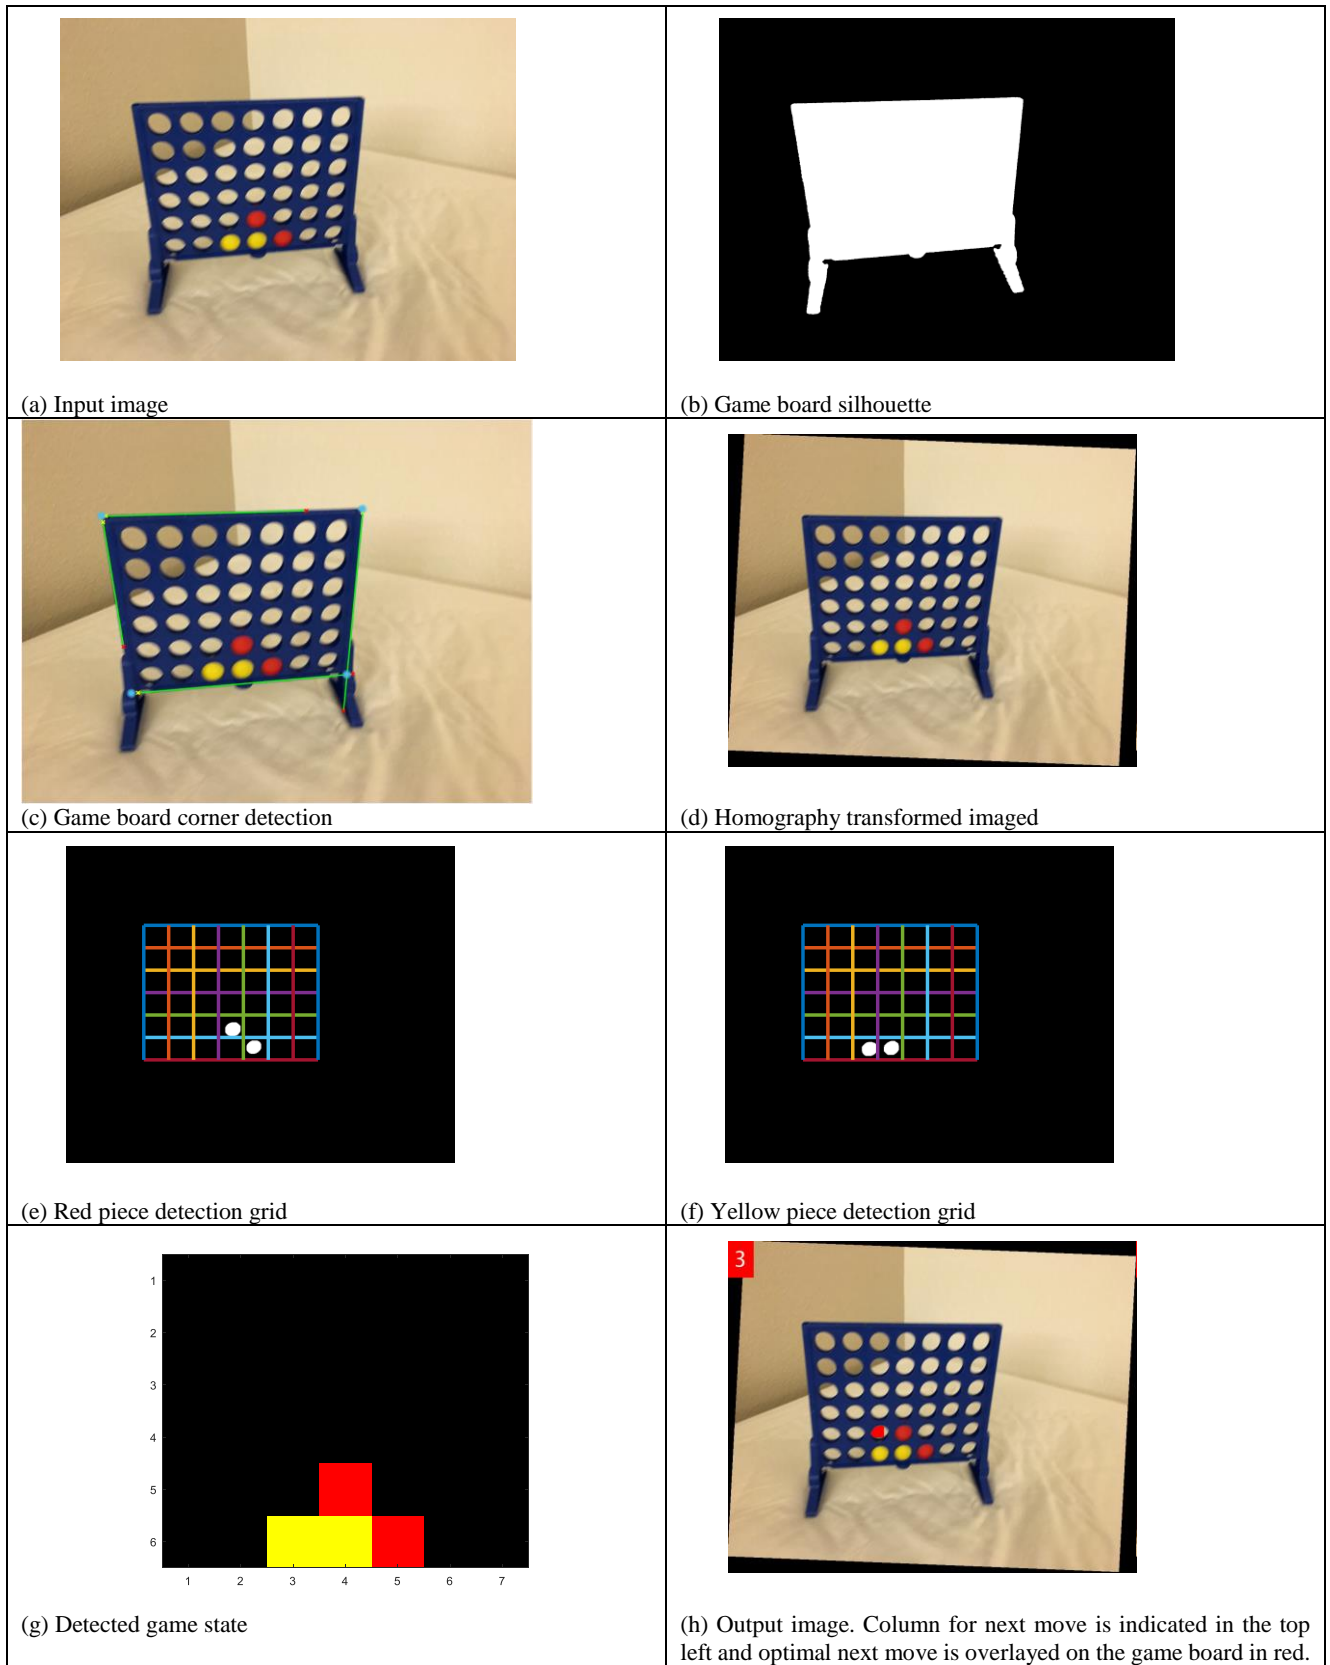 (a) Input image
(b) Game board silhouette
(c) Game board corner detection
(d) Homography transformed imaged
(e) Red piece detection grid
(f) Yellow piece detection grid
1
2
3
4
5
6
1 2 3 4 5 6 7
(g) Detected game state
3
(h) Output image. Column for next move is indicated in the top
left and optimal next move is overlayed on the game board in red.